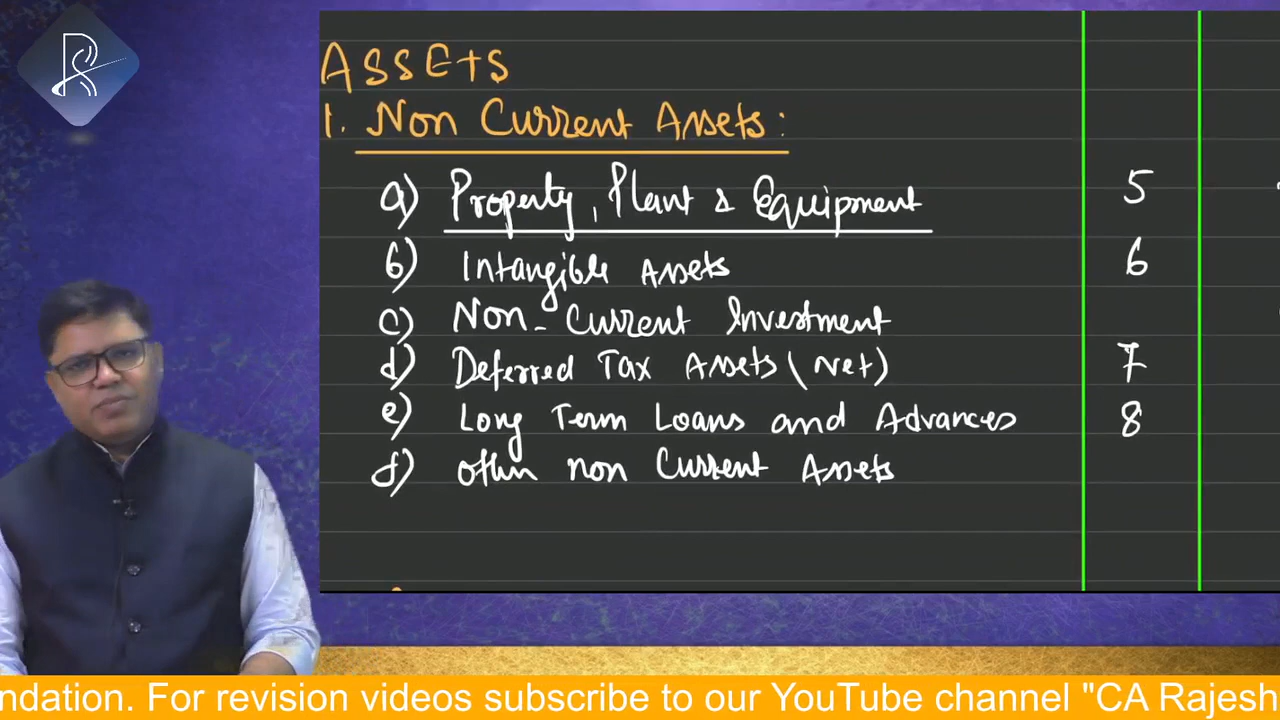 ASSEtS
1. Non Current Assets:
a) Property, Plant & Equipment 5
b) Intangible Assets 6
c) Non-Current Investment
d) Deferred Tax Assets (Net) 7
e) Long Term Loans and Advances 8
f) other non Current Assets
ndation. For revision videos subscribe to our YouTube channel "CA Rajesh